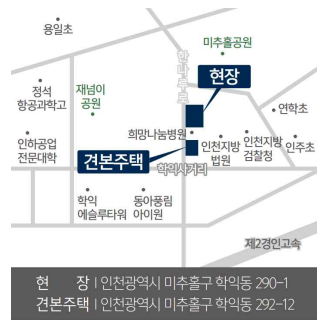 용일초
미추홀공원
한나루로
현장
정석
항공과학고
재넘이
공원
연학초
희망나눔병원
인하공업
전문대학
인천지방
법원
인천지방
검찰청
인주초
견본주택
학익사거리
학익
에슬루타워
동아풍림
아이원
제2경인고속
현 장 | 인천광역시 미추홀구 학익동 290-1
견본주택 | 인천광역시 미추홀구 학익동 292-12